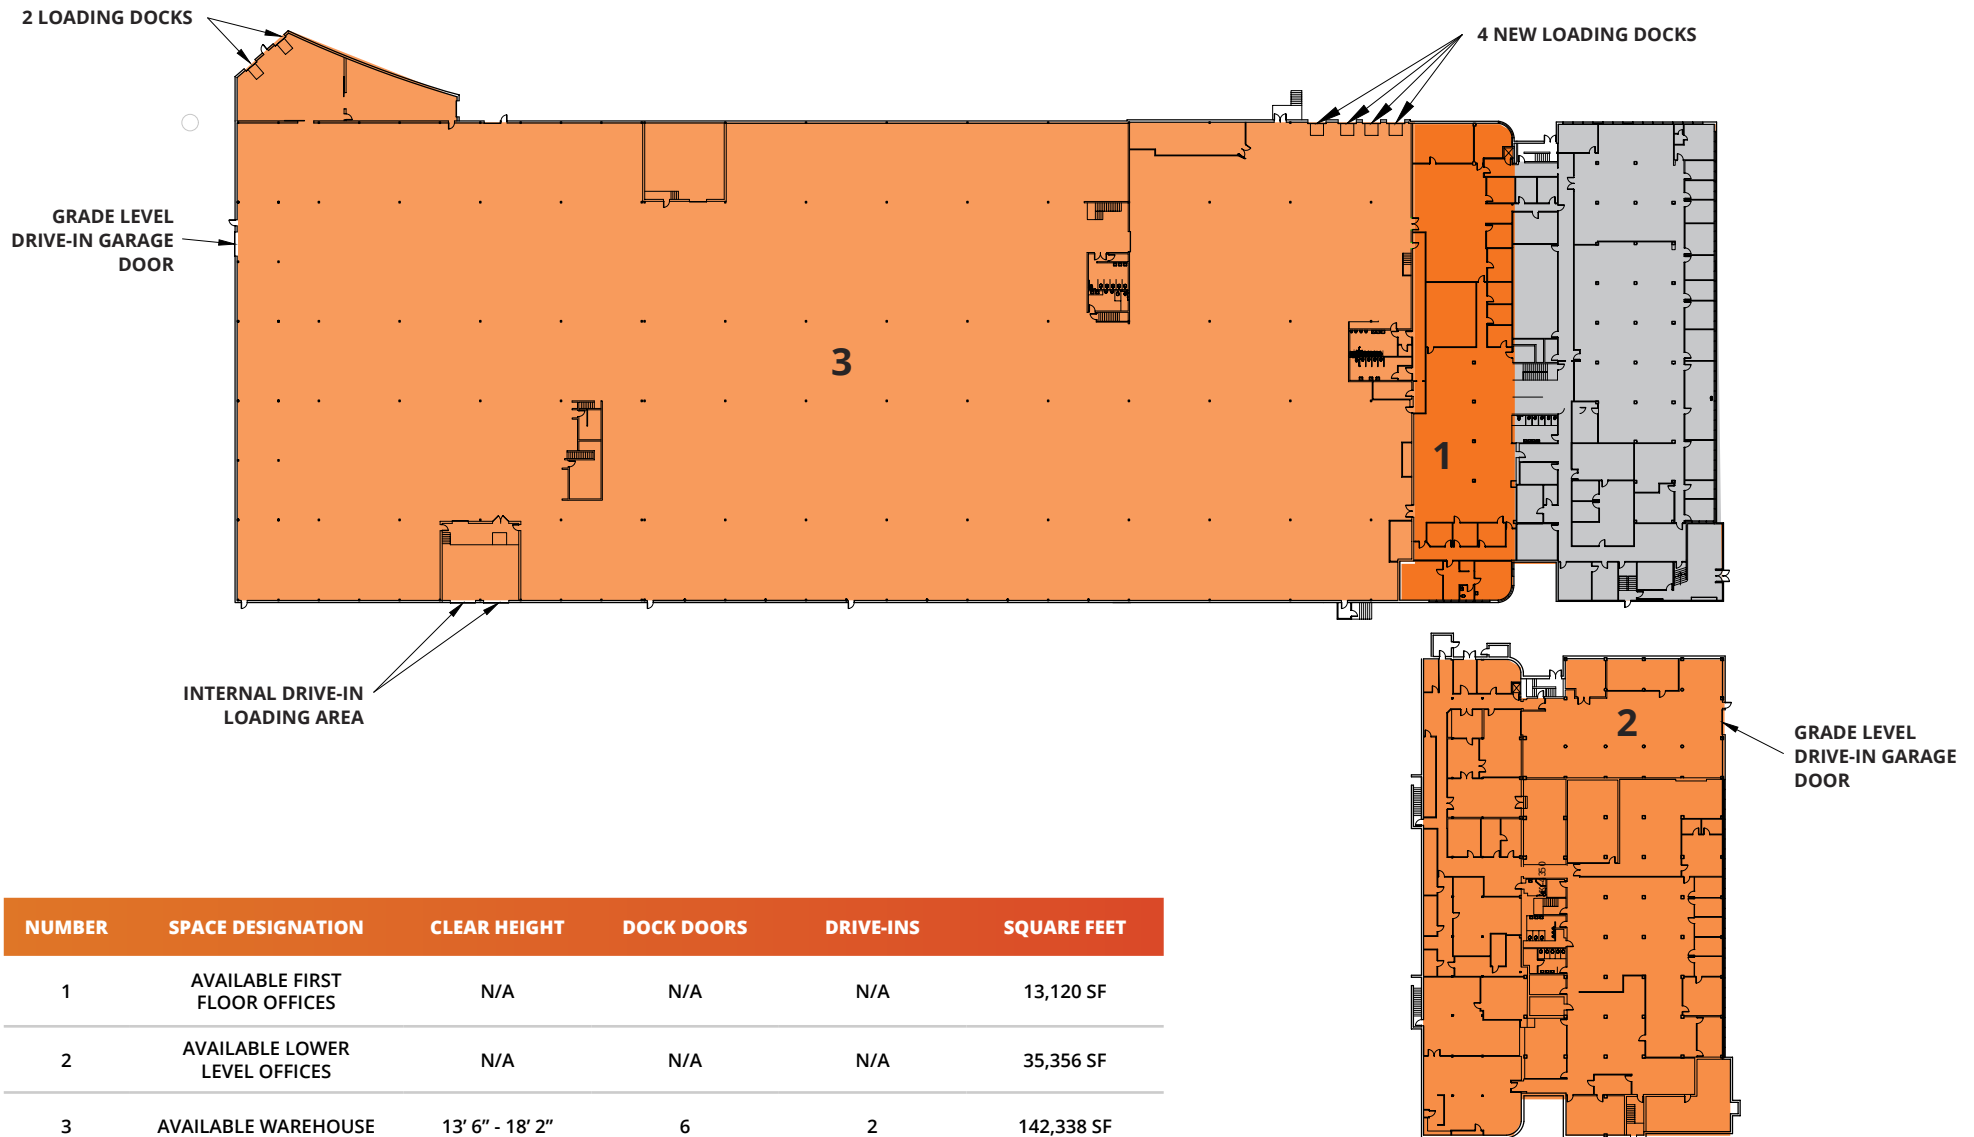 2 LOADING DOCKS
4 NEW LOADING DOCKS
GRADE LEVEL
DRIVE-IN GARAGE
DOOR
3
1
INTERNAL DRIVE-IN
LOADING AREA
2
GRADE LEVEL
DRIVE-IN GARAGE
DOOR
NUMBER SPACE DESIGNATION CLEAR HEIGHT DOCK DOORS DRIVE-INS SQUARE FEET
1 AVAILABLE FIRST FLOOR OFFICES N/A N/A N/A 13,120 SF
2 AVAILABLE LOWER LEVEL OFFICES N/A N/A N/A 35,356 SF
3 AVAILABLE WAREHOUSE 13’ 6” - 18’ 2” 6 2 142,338 SF